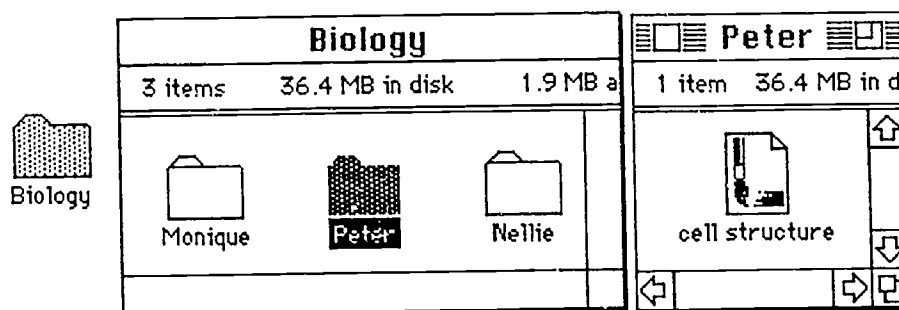 Biology
Biology
3 items 36.4 MB in disk 1.9 MB a
Monique Peter Nellie
Peter
1 item 36.4 MB in d
cell structure